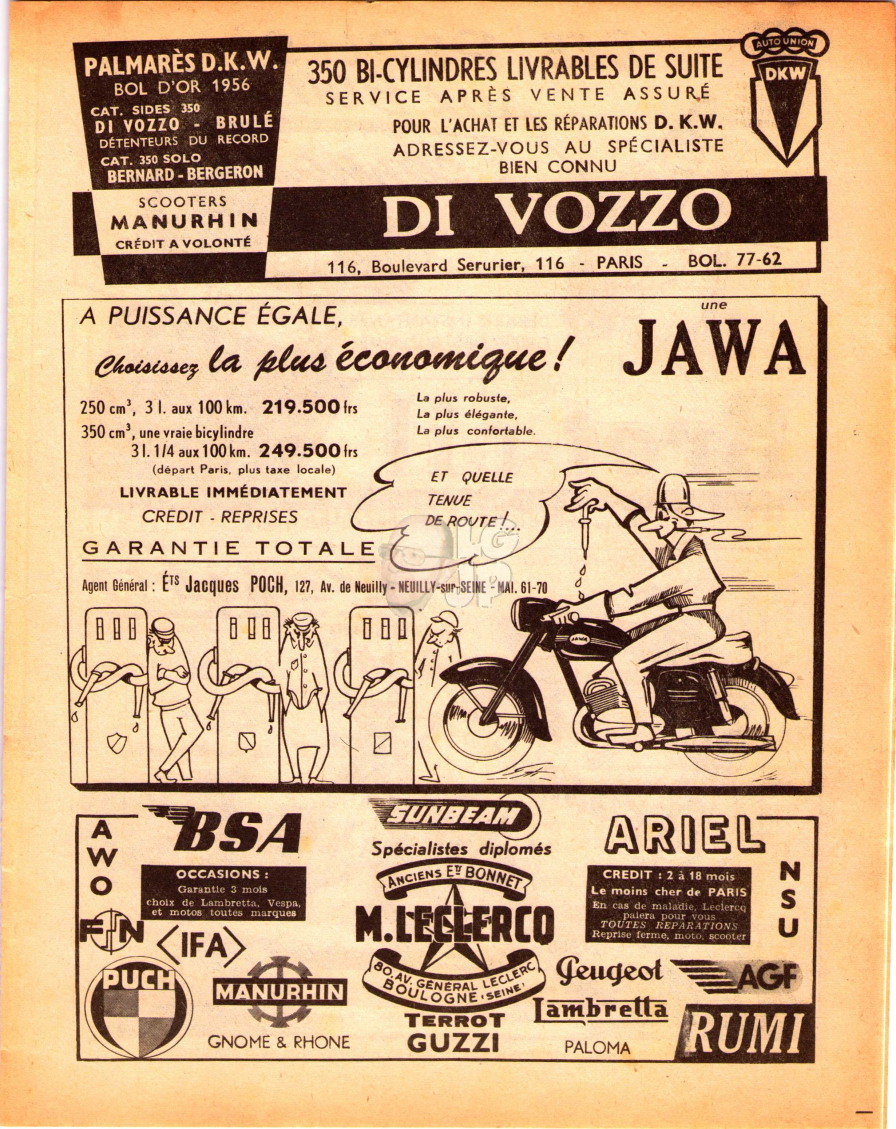 PALMARÈS D.K.W.
BOL D'OR 1956
CAT. SIDES 350
DI VOZZO - BRULÉ
DÉTENTEURS DU RECORD
CAT. 350 SOLO
BERNARD - BERGERON
SCOOTERS
MANURHIN
CRÉDIT A VOLONTÉ
350 BI-CYLINDRES LIVRABLES DE SUITE
SERVICE APRÈS VENTE ASSURÉ
POUR L'ACHAT ET LES RÉPARATIONS D. K.W.
ADRESSEZ-VOUS AU SPÉCIALISTE
BIEN CONNU
AUTO UNION
DKW
DI VOZZO
116, Boulevard Serurier, 116 - PARIS - BOL. 77-62
A PUISSANCE ÉGALE,
Choisissez la plus économique !
une
JAWA
250 cm³, 3 l. aux 100 km. 219.500 frs
350 cm³, une vraie bicylindre
3 l. 1/4 aux 100 km. 249.500 frs
(départ Paris, plus taxe locale)
LIVRABLE IMMÉDIATEMENT
CREDIT - REPRISES
GARANTIE TOTALE
La plus robuste,
La plus élégante,
La plus confortable.
ET QUELLE
TENUE
DE ROUTE !...
LG
UP
Agent Général : Éts Jacques POCH, 127, Av. de Neuilly - NEUILLY-sur-SEINE - MAI. 61-70
JAWA
AWO
BSA
SUNBEAM
ARIEL
NSU
OCCASIONS :
Garantie 3 mois
choix de Lambretta, Vespa,
et motos toutes marques
Spécialistes diplomés
ANCIENS Ets BONNET
M. LECLERCQ
80, AV. GÉNÉRAL LECLERC
BOULOGNE (SEINE)
CREDIT : 2 à 18 mois
Le moins cher de PARIS
En cas de maladie, Leclercq
paiera pour vous
TOUTES REPARATIONS
Reprise ferme, moto, scooter
FN
IFA
PUCH
MANURHIN
GNOME & RHONE
TERROT
GUZZI
Peugeot
AGF
Lambretta
PALOMA
RUMI